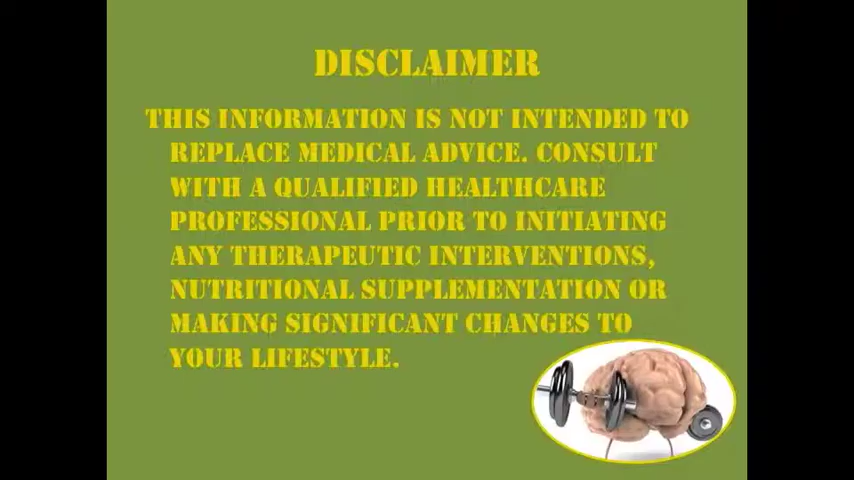 DISCLAIMER
THIS INFORMATION IS NOT INTENDED TO
REPLACE MEDICAL ADVICE. CONSULT
WITH A QUALIFIED HEALTHCARE
PROFESSIONAL PRIOR TO INITIATING
ANY THERAPEUTIC INTERVENTIONS,
NUTRITIONAL SUPPLEMENTATION OR
MAKING SIGNIFICANT CHANGES TO
YOUR LIFESTYLE.